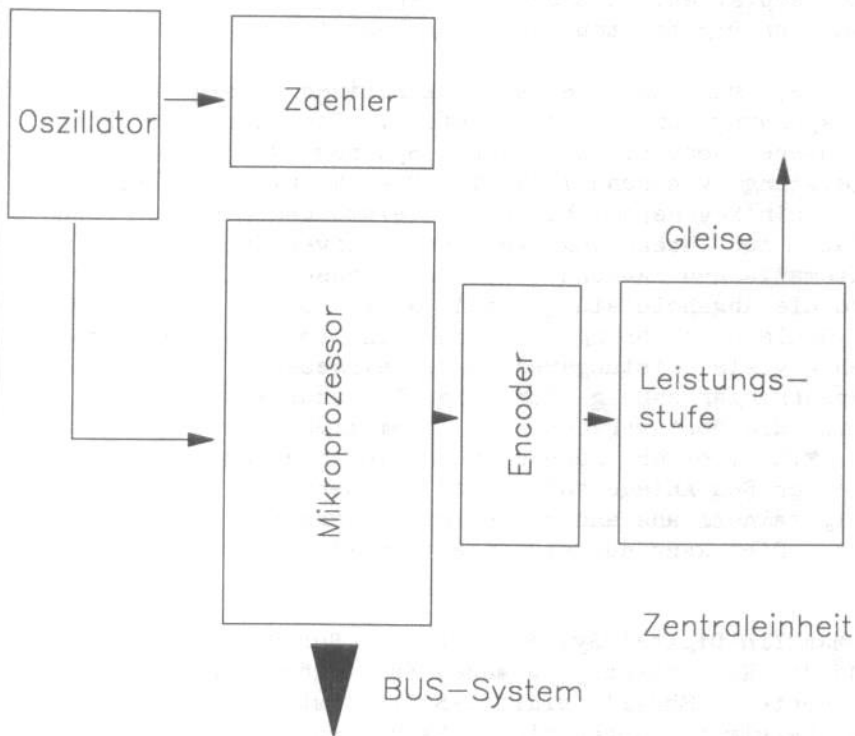 Oszillator
Zaehler
Gleise
Mikroprozessor
Encoder
Leistungs-
stufe
Zentraleinheit
BUS-System